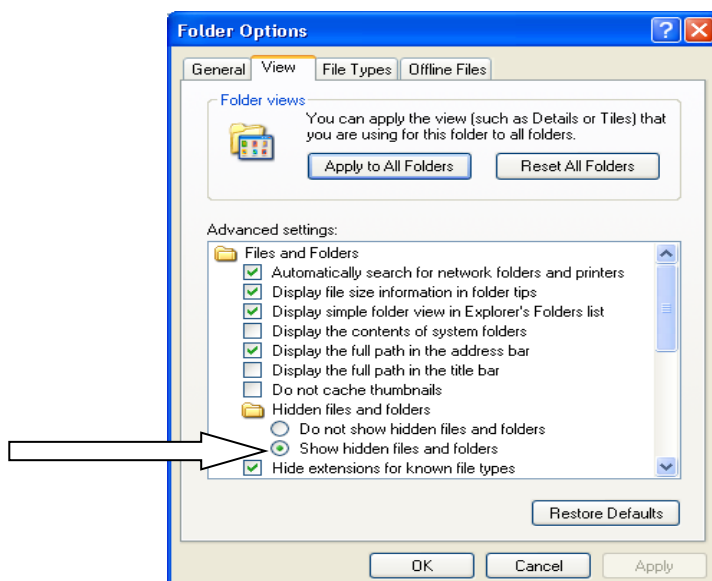 Folder Options
General View File Types Offline Files
Folder views
You can apply the view (such as Details or Tiles) that
you are using for this folder to all folders.
Apply to All Folders Reset All Folders
Advanced settings:
Files and Folders
Automatically search for network folders and printers
Display file size information in folder tips
Display simple folder view in Explorer's Folders list
Display the contents of system folders
Display the full path in the address bar
Display the full path in the title bar
Do not cache thumbnails
Hidden files and folders
Do not show hidden files and folders
Show hidden files and folders
Hide extensions for known file types
Restore Defaults
OK Cancel Apply